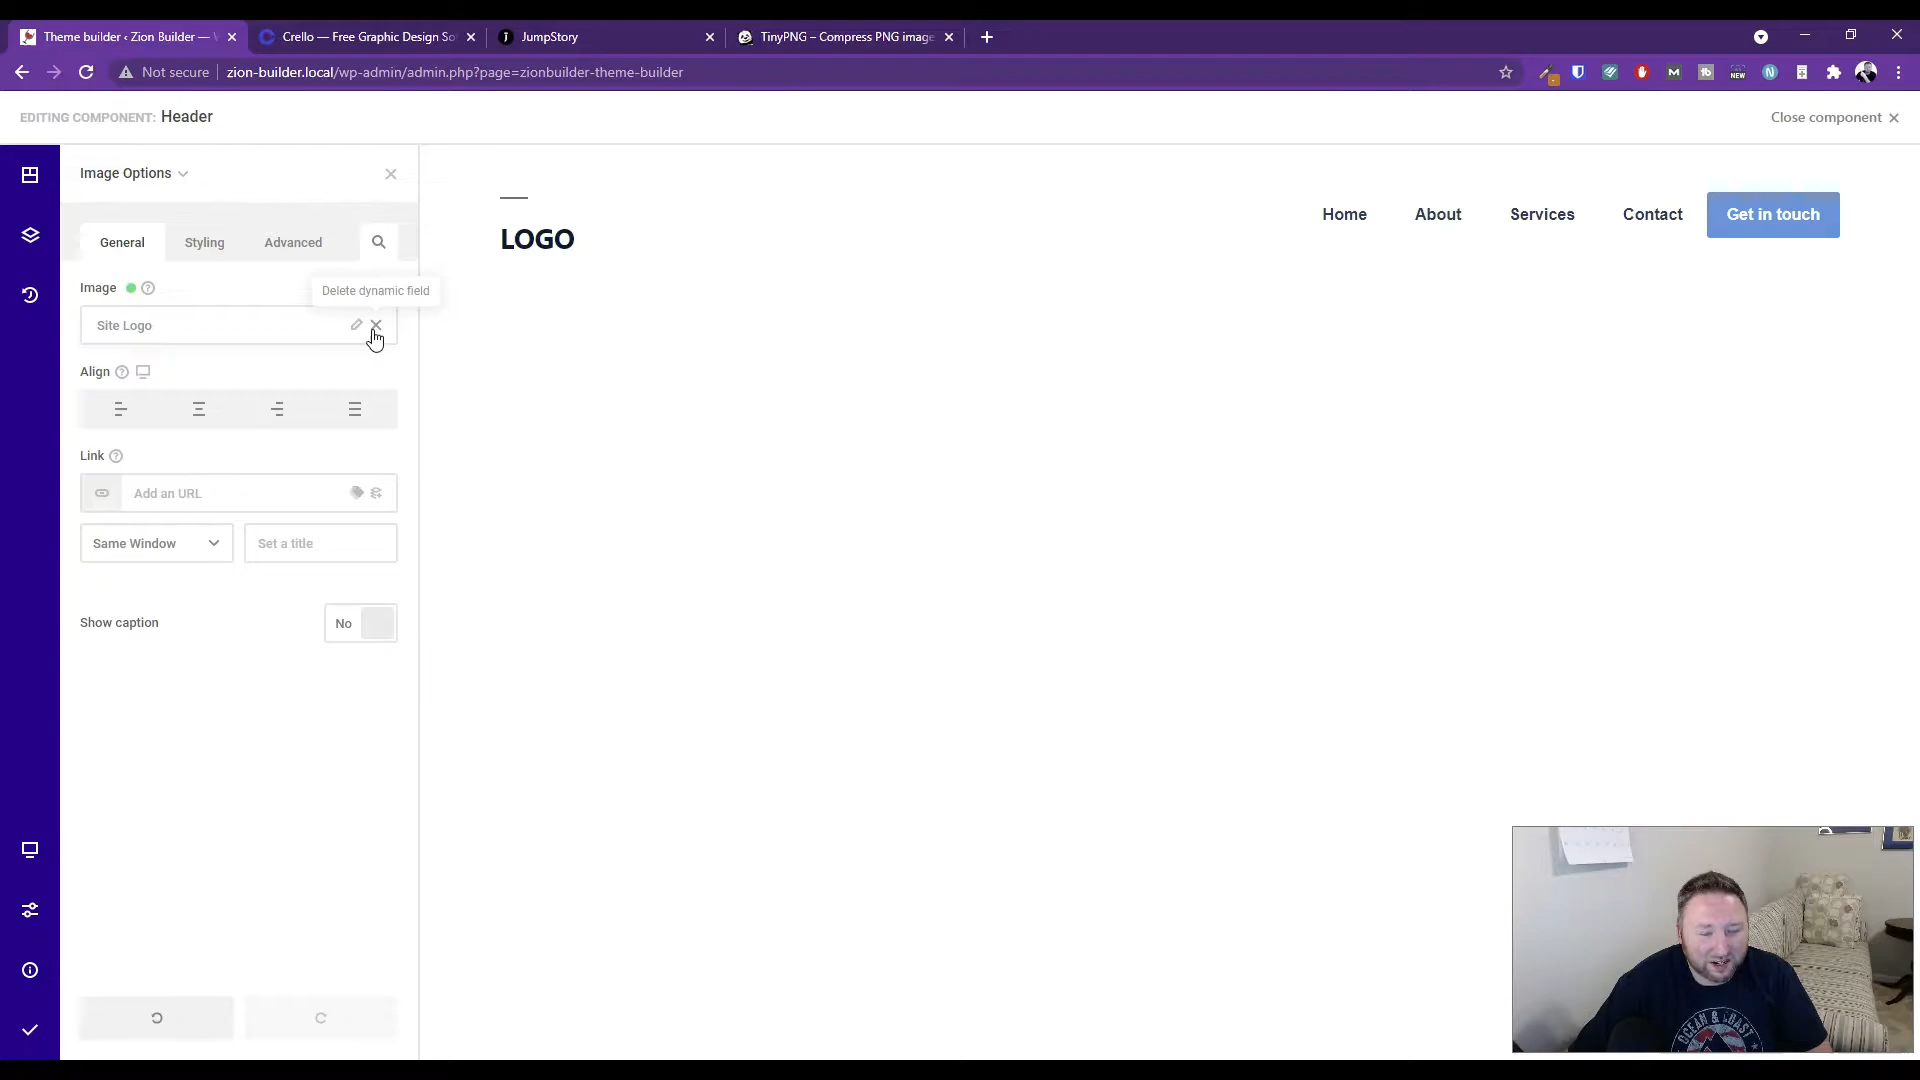 Theme builder ‹ Zion Builder — W
Crello — Free Graphic Design So
JumpStory
TinyPNG – Compress PNG image
Not secure
zion-builder.local/wp-admin/admin.php?page=zionbuilder-theme-builder
NEW
EDITING COMPONENT: Header
Close component
Image Options
General
Styling
Advanced
Image
Delete dynamic field
Site Logo
Align
Link
Add an URL
Same Window
Set a title
Show caption
No
LOGO
Home
About
Services
Contact
Get in touch
OCEAN & COAST